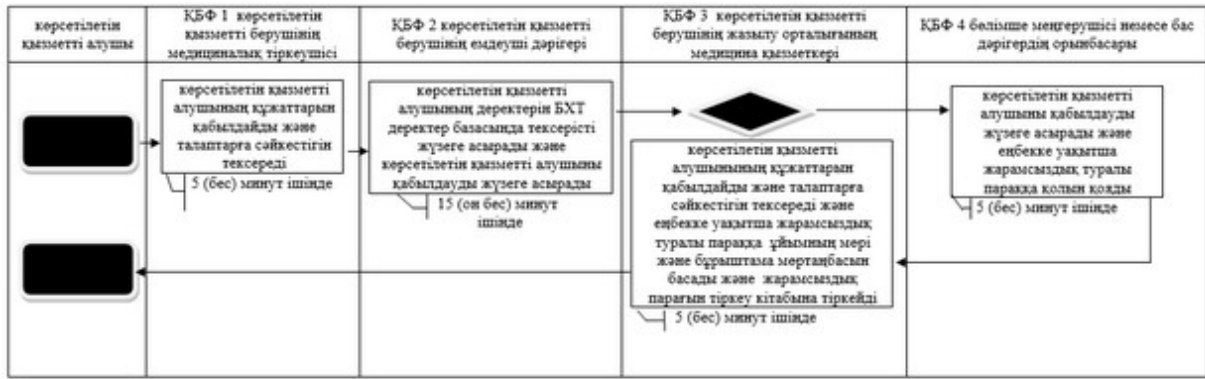 көрсетілетін
қызметті алушы
ҚБФ 1 көрсетілетін
қызметті берушінің
медициналық тіркеушісі
ҚБФ 2 көрсетілетін қызметті
берушінің емдеуші дәрігері
ҚБФ 3 көрсетілетін қызметті
берушінің жазылу орталығының
медицина қызметкері
ҚБФ 4 бөлімше меңгерушісі немесе бас
дәрігердің орынбасары
көрсетілетін қызметті
алушының құжаттарын
қабылдайды және
талаптарға сәйкестігін
тексереді
5 (бес) минут ішінде
көрсетілетін қызметті
алушының деректерін БХТ
деректер базасында тексерісті
жүзеге асырады және
көрсетілетін қызметті алушыны
қабылдауды жүзеге асырады
15 (он бес) минут
ішінде
көрсетілетін қызметті
алушынының құжаттарын
қабылдайды және талаптарға
сәйкестігін тексереді және
еңбекке уақытша жарамсыздық
туралы параққа ұйымның мері
және бұрыштама мертаңбасын
басады және жарамсыздық
парағын тіркеу кітабына тіркейді
5 (бес) минут ішінде
көрсетілетін қызметті
алушыны қабылдауды
жүзеге асырады және
еңбекке уақытша
жарамсыздық туралы
параққа қолын қояды
5 (бес) минут ішінде